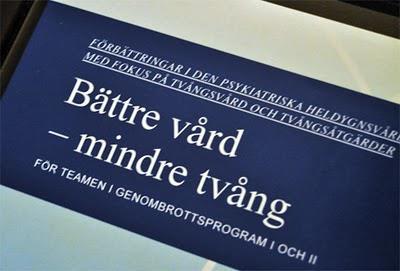 FÖRBÄTTRINGAR I DEN PSYKIATRISKA HELDYGNSVÅRD
MED FOKUS PÅ TVÅNGSVÅRD OCH TVÅNGSÅTGÄRDER
Bättre vård
– mindre tvång
FÖR TEAMEN I GENOMBROTTSPROGRAM I OCH II